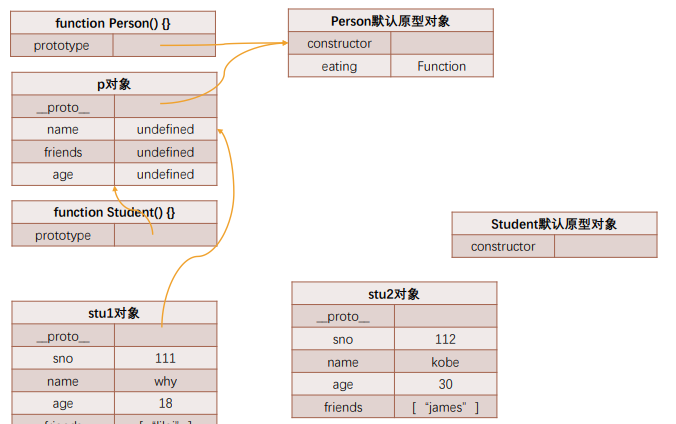 function Person() {}
prototype
Person默认原型对象
constructor
eating Function
p对象
__proto__
name undefined
friends undefined
age undefined
function Student() {}
prototype
Student默认原型对象
constructor
stu1对象
__proto__
sno 111
name why
age 18
stu2对象
__proto__
sno 112
name kobe
age 30
friends [ “james” ]